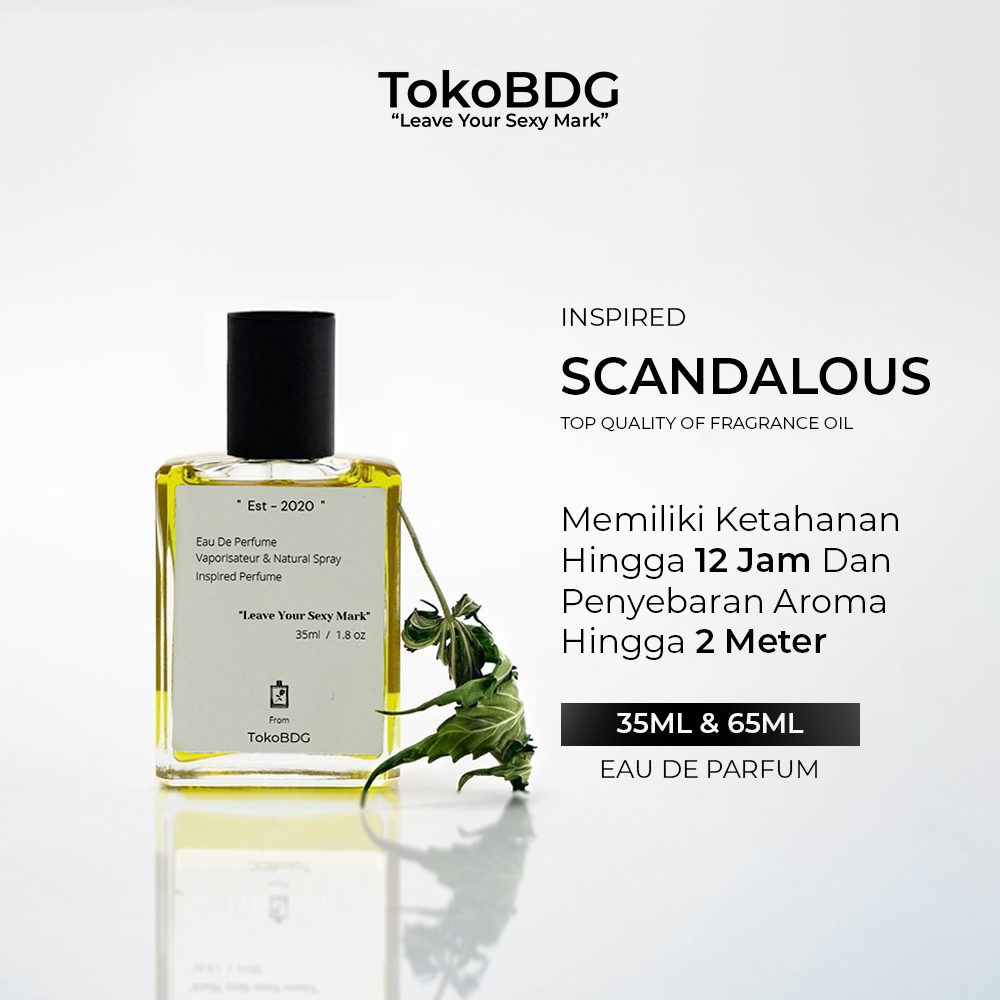 TokoBDG
“Leave Your Sexy Mark”
INSPIRED
SCANDALOUS
TOP QUALITY OF FRAGRANCE OIL
Memiliki Ketahanan
Hingga 12 Jam Dan
Penyebaran Aroma
Hingga 2 Meter
35ML & 65ML
EAU DE PARFUM
" Est - 2020 "
Eau De Perfume
Vaporisateur & Natural Spray
Inspired Perfume
"Leave Your Sexy Mark"
35ml / 1.8 oz
From
TokoBDG